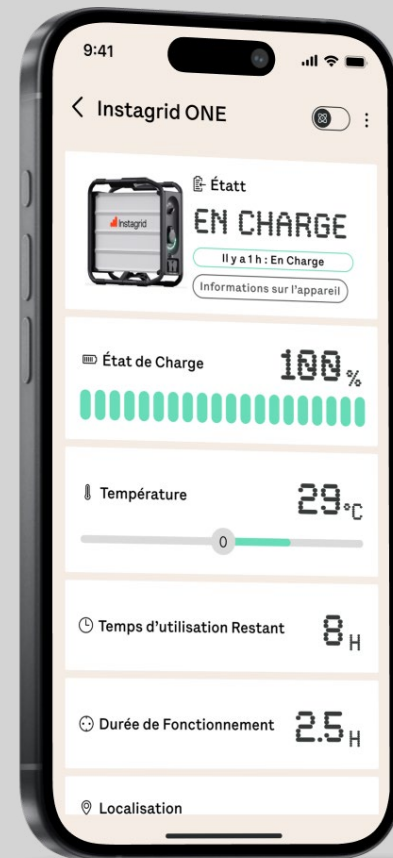 9:41
Instagrid ONE
Étatt
Instagrid
EN CHARGE
Il y a 1 h : En Charge
Informations sur l'appareil
État de Charge
100 %
Température
29 °C
0
Temps d'utilisation Restant
8 H
Durée de Fonctionnement
2.5 H
Localisation